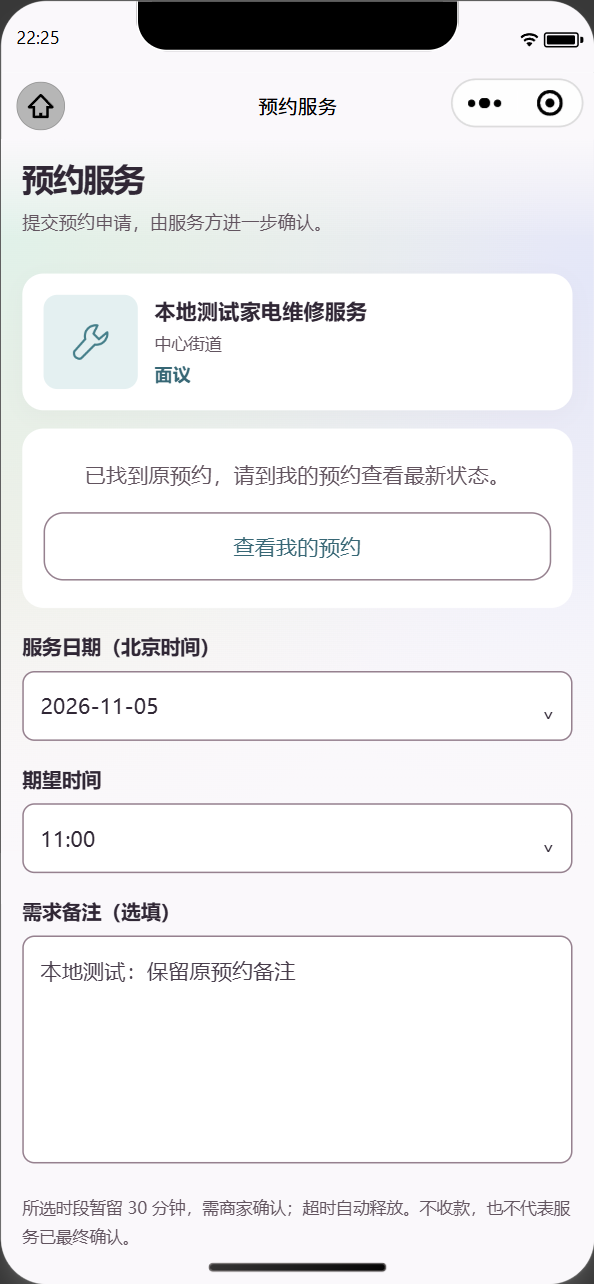 22:25
预约服务
预约服务
提交预约申请，由服务方进一步确认。
本地测试家电维修服务
中心街道
面议
已找到原预约，请到我的预约查看最新状态。
查看我的预约
服务日期（北京时间）
2026-11-05
期望时间
11:00
需求备注（选填）
本地测试：保留原预约备注
所选时段暂留 30 分钟，需商家确认；超时自动释放。不收款，也不代表服
务已最终确认。